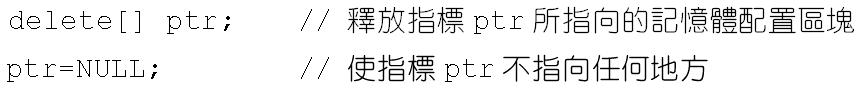 delete[] ptr;    // 釋放指標 ptr 所指向的記憶體配置區塊
ptr=NULL;        // 使指標 ptr 不指向任何地方